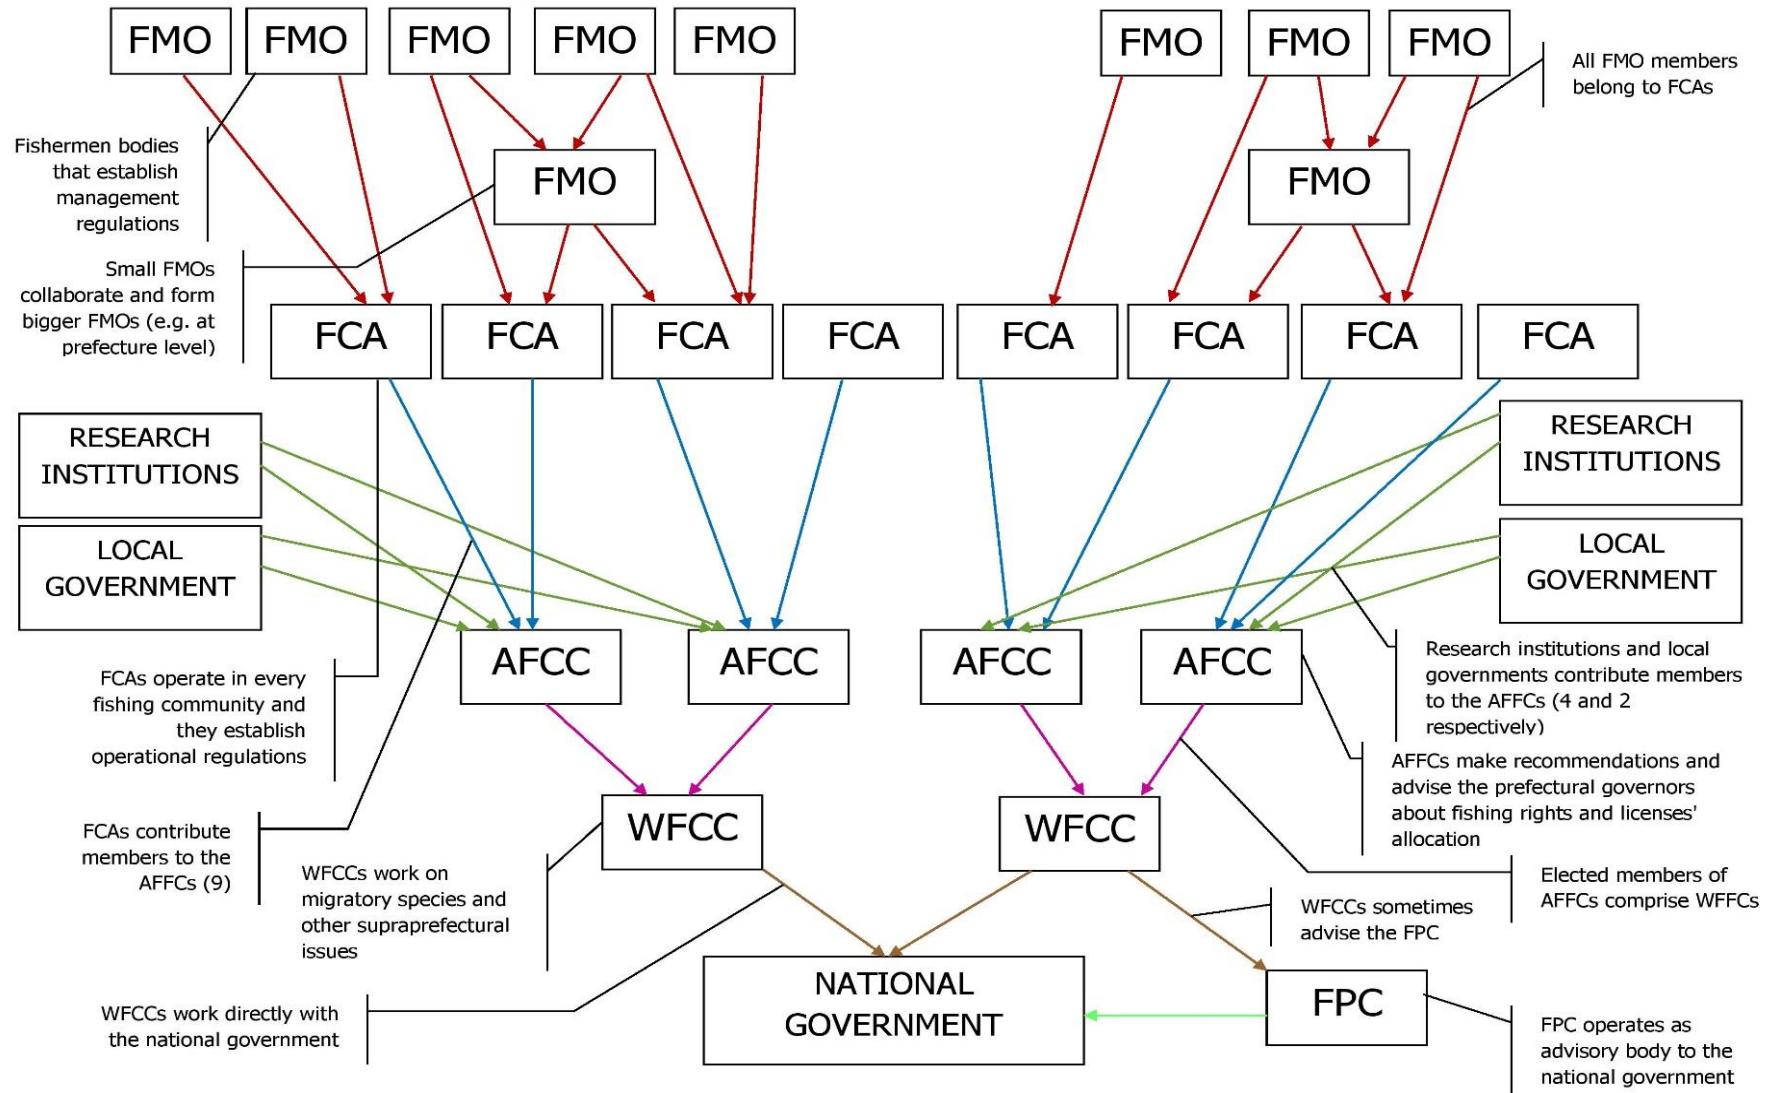 FMO
FMO
FMO
FMO
FMO
FMO
FMO
FMO
All FMO members
belong to FCAs
Fishermen bodies
that establish
management
regulations
FMO
FMO
Small FMOs
collaborate and form
bigger FMOs (e.g. at
prefecture level)
FCA
FCA
FCA
FCA
FCA
FCA
FCA
FCA
RESEARCH
INSTITUTIONS
RESEARCH
INSTITUTIONS
LOCAL
GOVERNMENT
LOCAL
GOVERNMENT
AFCC
AFCC
AFCC
AFCC
FCAs operate in every
fishing community and
they establish
operational regulations
Research institutions and local
governments contribute members
to the AFFCs (4 and 2
respectively)
AFFCs make recommendations and
advise the prefectural governors
about fishing rights and licenses'
allocation
WFCC
WFCC
FCAs contribute
members to the
AFFCs (9)
WFCCs work on
migratory species and
other supraprefectural
issues
Elected members of
AFFCs comprise WFFCs
WFCCs sometimes
advise the FPC
NATIONAL
GOVERNMENT
FPC
WFCCs work directly with
the national government
FPC operates as
advisory body to the
national government